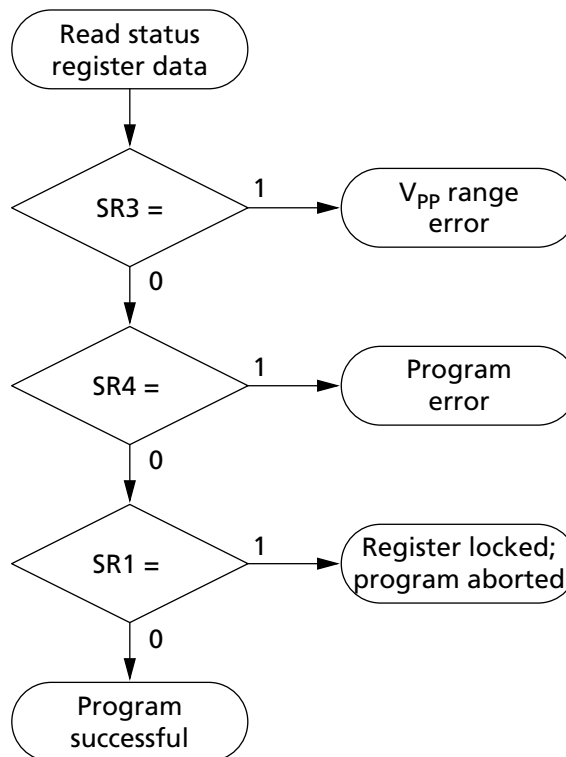 Read status
register data
SR3 =
1
V_PP range
error
0
SR4 =
1
Program
error
0
SR1 =
1
Register locked;
program aborted
0
Program
successful